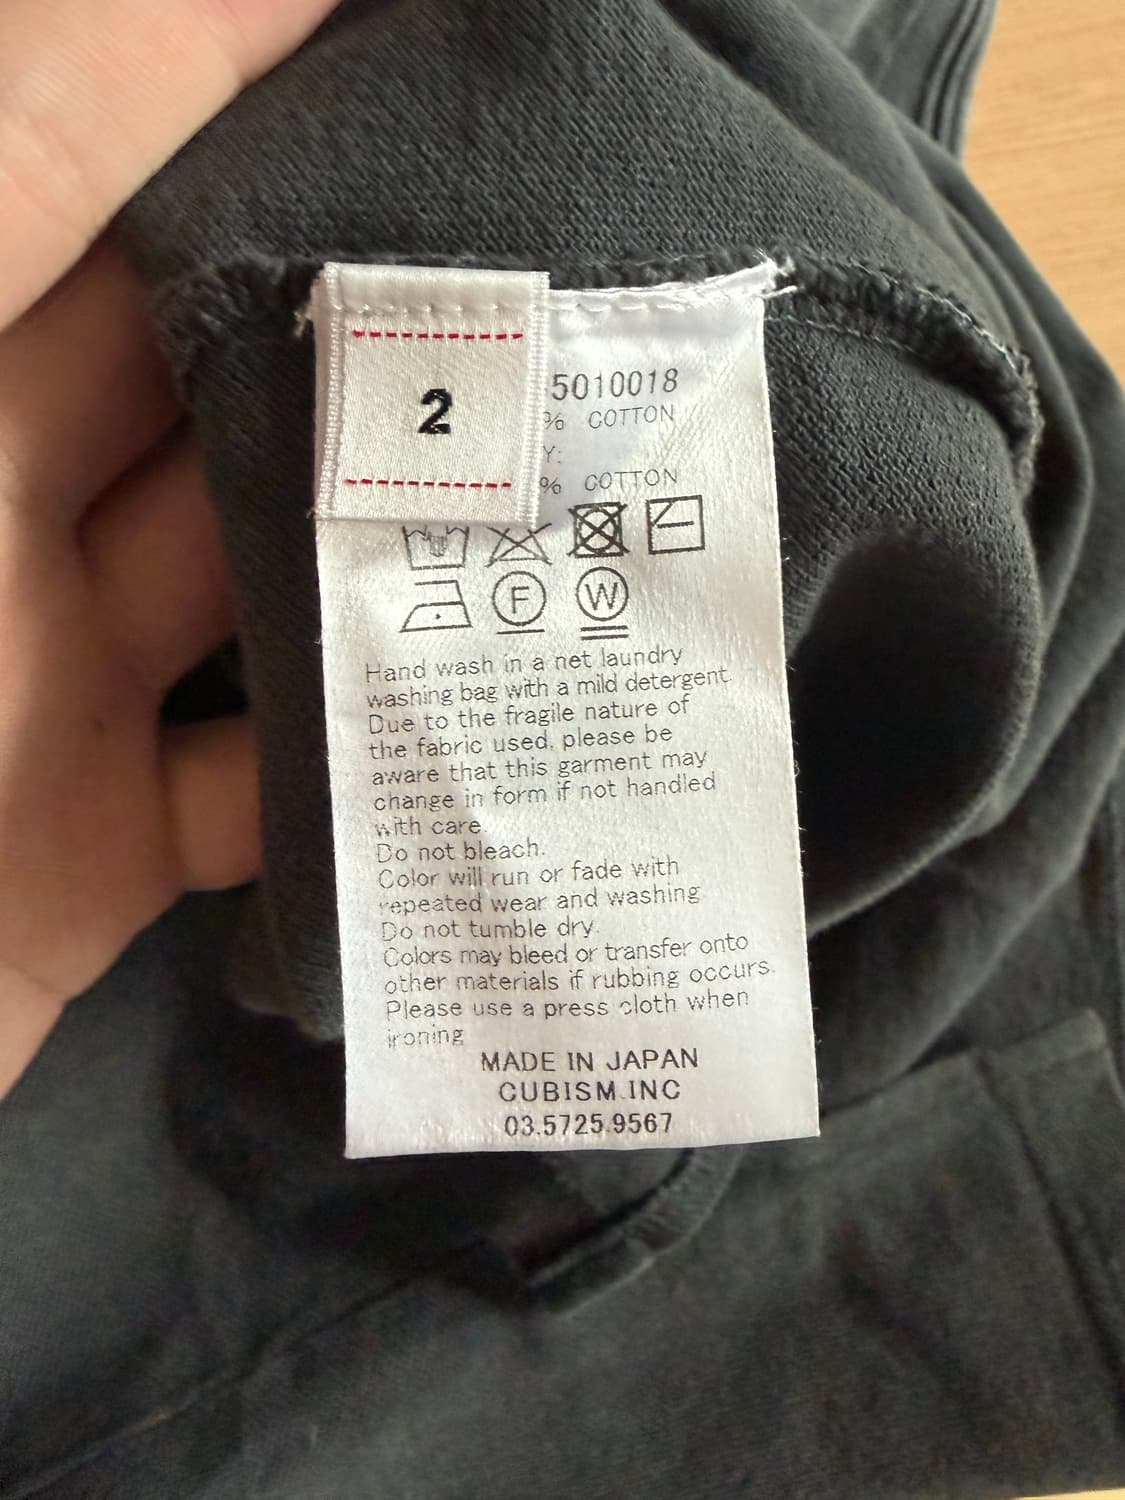 2
5010018
% COTTON
Y:
% COTTON
F
W
Hand wash in a net laundry
washing bag with a mild detergent.
Due to the fragile nature of
the fabric used, please be
aware that this garment may
change in form if not handled
with care.
Do not bleach.
Color will run or fade with
repeated wear and washing
Do not tumble dry.
Colors may bleed or transfer onto
other materials if rubbing occurs.
Please use a press cloth when
ironing
MADE IN JAPAN
CUBISM.INC
03.5725.9567